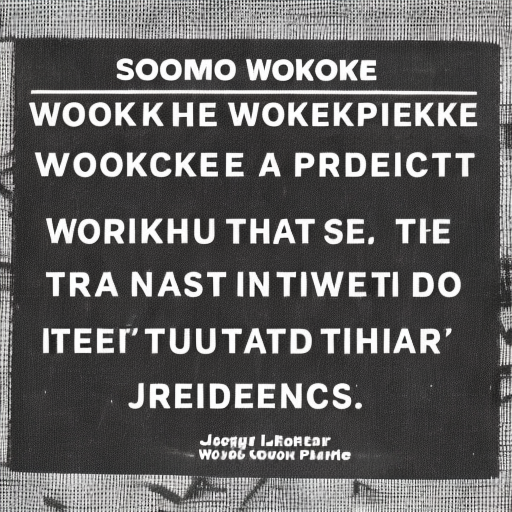 SOOMO WOKOKE
WOOKK HE WOKEKPIEKKE
WOOKCKEE A PRDEICTT
WORIKHU THAT SE. TIE
TRA NAST INTIWETI DO
ITEEI' TUUTATD TIHIAR'
JREIDEENCS.